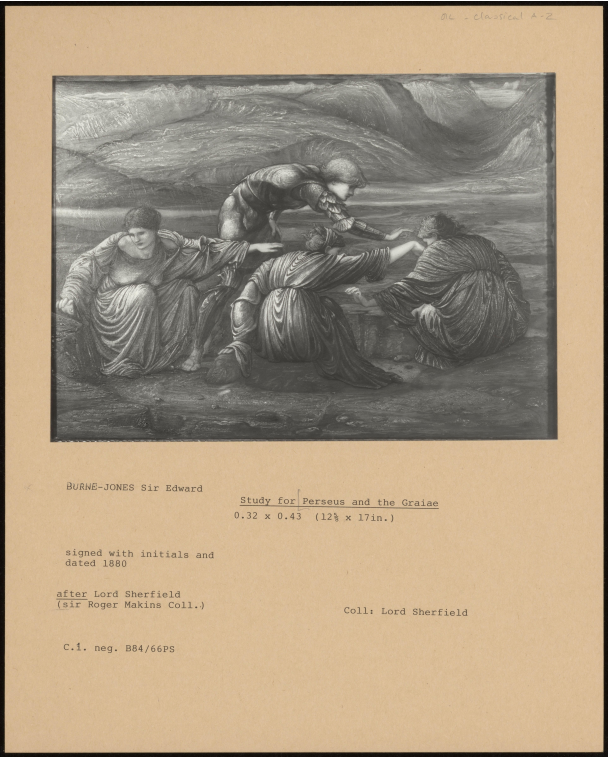 classical A-Z
BURNE-JONES Sir Edward
Study for Perseus and the Graiae
0.32 x 0.43 (12⅝ x 17in.)
signed with initials and
dated 1880
after Lord Sherfield
(sir Roger Makins Coll.)
Coll: Lord Sherfield
C.i. neg. B84/66PS